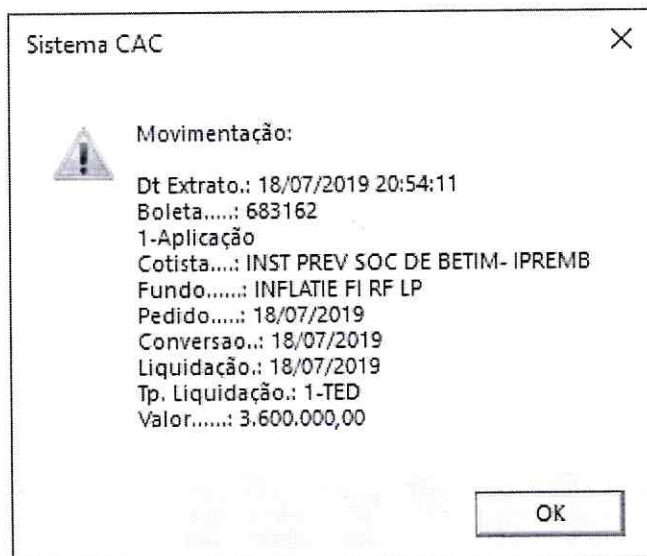 Sistema CAC
Movimentação:
Dt Extrato.: 18/07/2019 20:54:11
Boleta.....: 683162
1-Aplicação
Cotista....: INST PREV SOC DE BETIM- IPREMB
Fundo......: INFLATIE FI RF LP
Pedido.....: 18/07/2019
Conversao..: 18/07/2019
Liquidação.: 18/07/2019
Tp. Liquidação.: 1-TED
Valor......: 3.600.000,00
OK